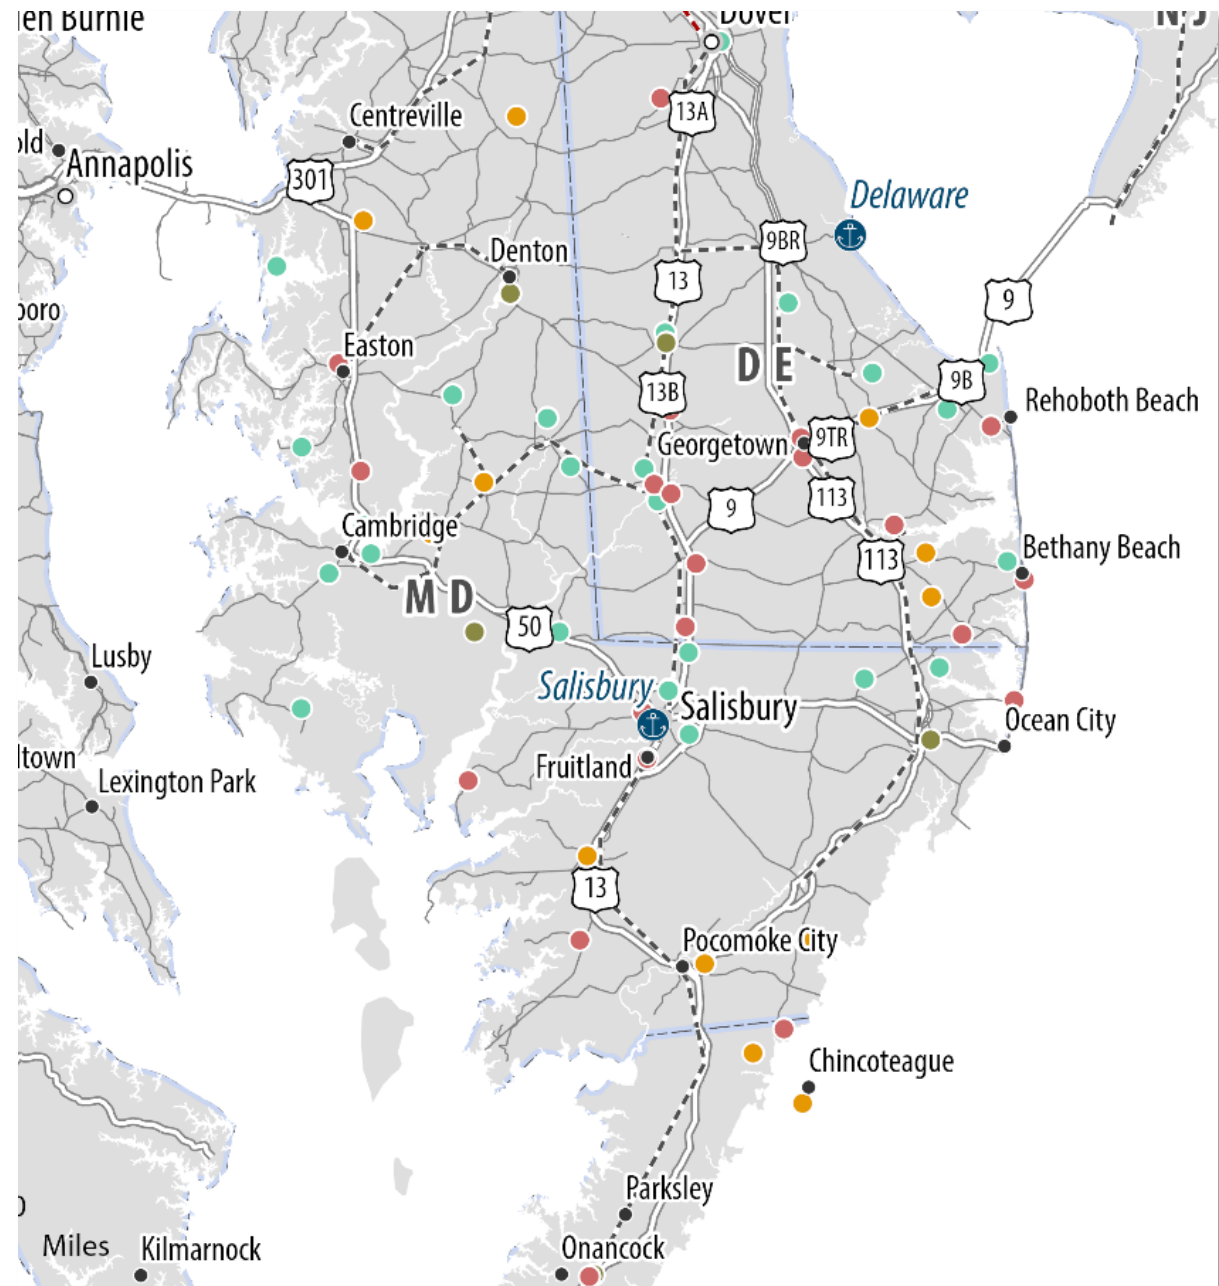 Dover
N J
Centreville
13A
Annapolis
301
Delaware
9BR
Denton
13
9
Easton
D E
13B
9B
Rehoboth Beach
Georgetown
9TR
9
113
Cambridge
113
Bethany Beach
M D
50
Lusby
Salisbury
Salisbury
Ocean City
Fruitland
Lexington Park
13
Pocomoke City
Chincoteague
Parksley
Miles
Kilmarnock
Onancock